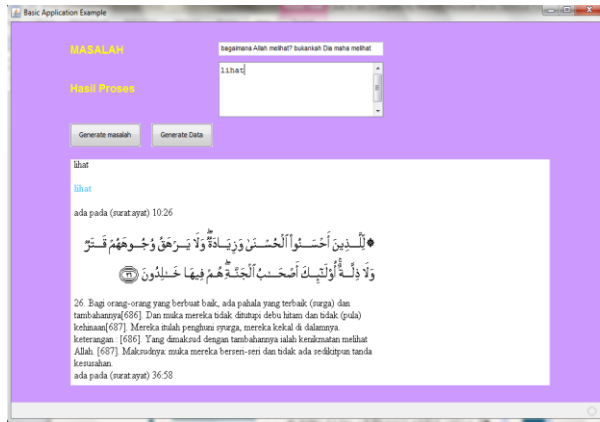 Basic Application Example
MASALAH
bagaimana Allah melihat? bukankah Dia maha melihat
Hasil Proses
lihat
Generate masalah
Generate Data
lihat
lihat
ada pada (surat:ayat) 10:26
۞لِّلَّذِينَ أَحْسَنُوا۟ ٱلْحُسْنَىٰ وَزِيَادَةٌۖ وَلَا يَرْهَقُ وُجُوهَهُمْ قَتَرٌ
وَلَا ذِلَّةٌۚ أُو۟لَٰٓئِكَ أَصْحَٰبُ ٱلْجَنَّةِۖ هُمْ فِيهَا خَٰلِدُونَ ﴿٢٦﴾
26. Bagi orang-orang yang berbuat baik, ada pahala yang terbaik (surga) dan
tambahannya[686]. Dan muka mereka tidak ditutupi debu hitam dan tidak (pula)
kehinaan[687]. Mereka itulah penghuni syurga, mereka kekal di dalamnya.
keterangan : [686]. Yang dimaksud dengan tambahannya ialah kenikmatan melihat
Allah. [687]. Maksudnya: muka mereka berseri-seri dan tidak ada sedikitpun tanda
kesusahan.
ada pada (surat:ayat) 36:58